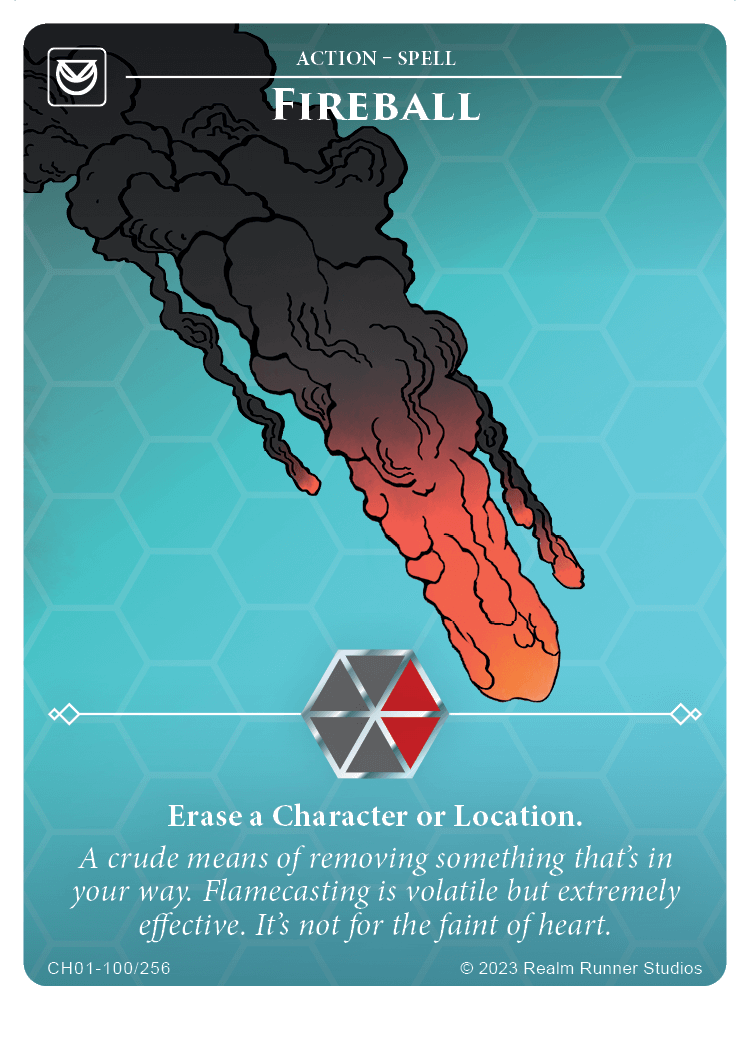 ACTION – SPELL
FIREBALL
Erase a Character or Location.
A crude means of removing something that's in
your way. Flamecasting is volatile but extremely
effective. It's not for the faint of heart.
CH01-100/256
© 2023 Realm Runner Studios